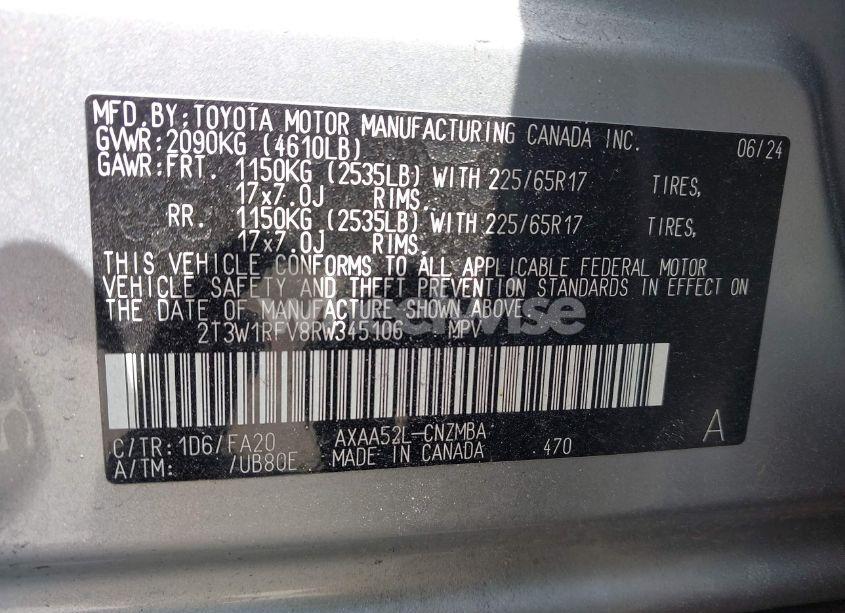 MFD.BY:TOYOTA MOTOR MANUFACTURING CANADA INC. 06/24
GVWR:2090KG (4610LB)
GAWR:FRT. 1150KG (2535LB) WITH 225/65R17 TIRES,
17x7.0J RIMS.
RR. 1150KG (2535LB) WITH 225/65R17 TIRES,
17x7.0J RIMS.
THIS VEHICLE CONFORMS TO ALL APPLICABLE FEDERAL MOTOR
VEHICLE SAFETY AND THEFT PREVENTION STANDARDS IN EFFECT ON
THE DATE OF MANUFACTURE SHOWN ABOVE.
2T3W1RFV8RW345106 MPV
C/TR:1D6/FA20 AXAA52L-CNZMBA A
A/TM: /UB80E MADE IN CANADA 470